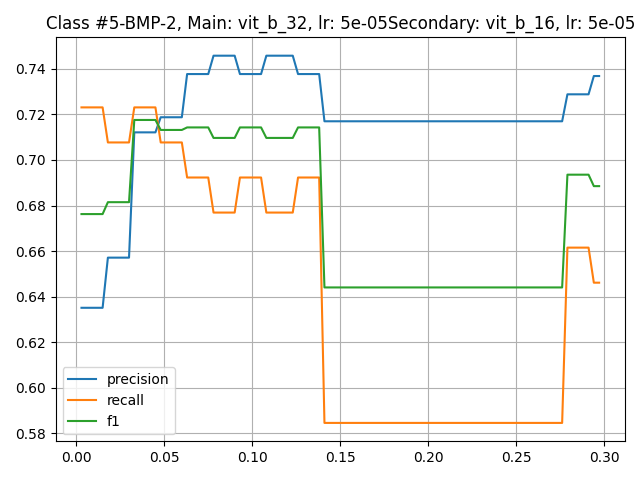 Class #5-BMP-2, Main: vit_b_32, lr: 5e-05Secondary: vit_b_16, lr: 5e-05
0.74
0.72
0.70
0.68
0.66
0.64
0.62
0.60
0.58
precision
recall
f1
0.00 0.05 0.10 0.15 0.20 0.25 0.30